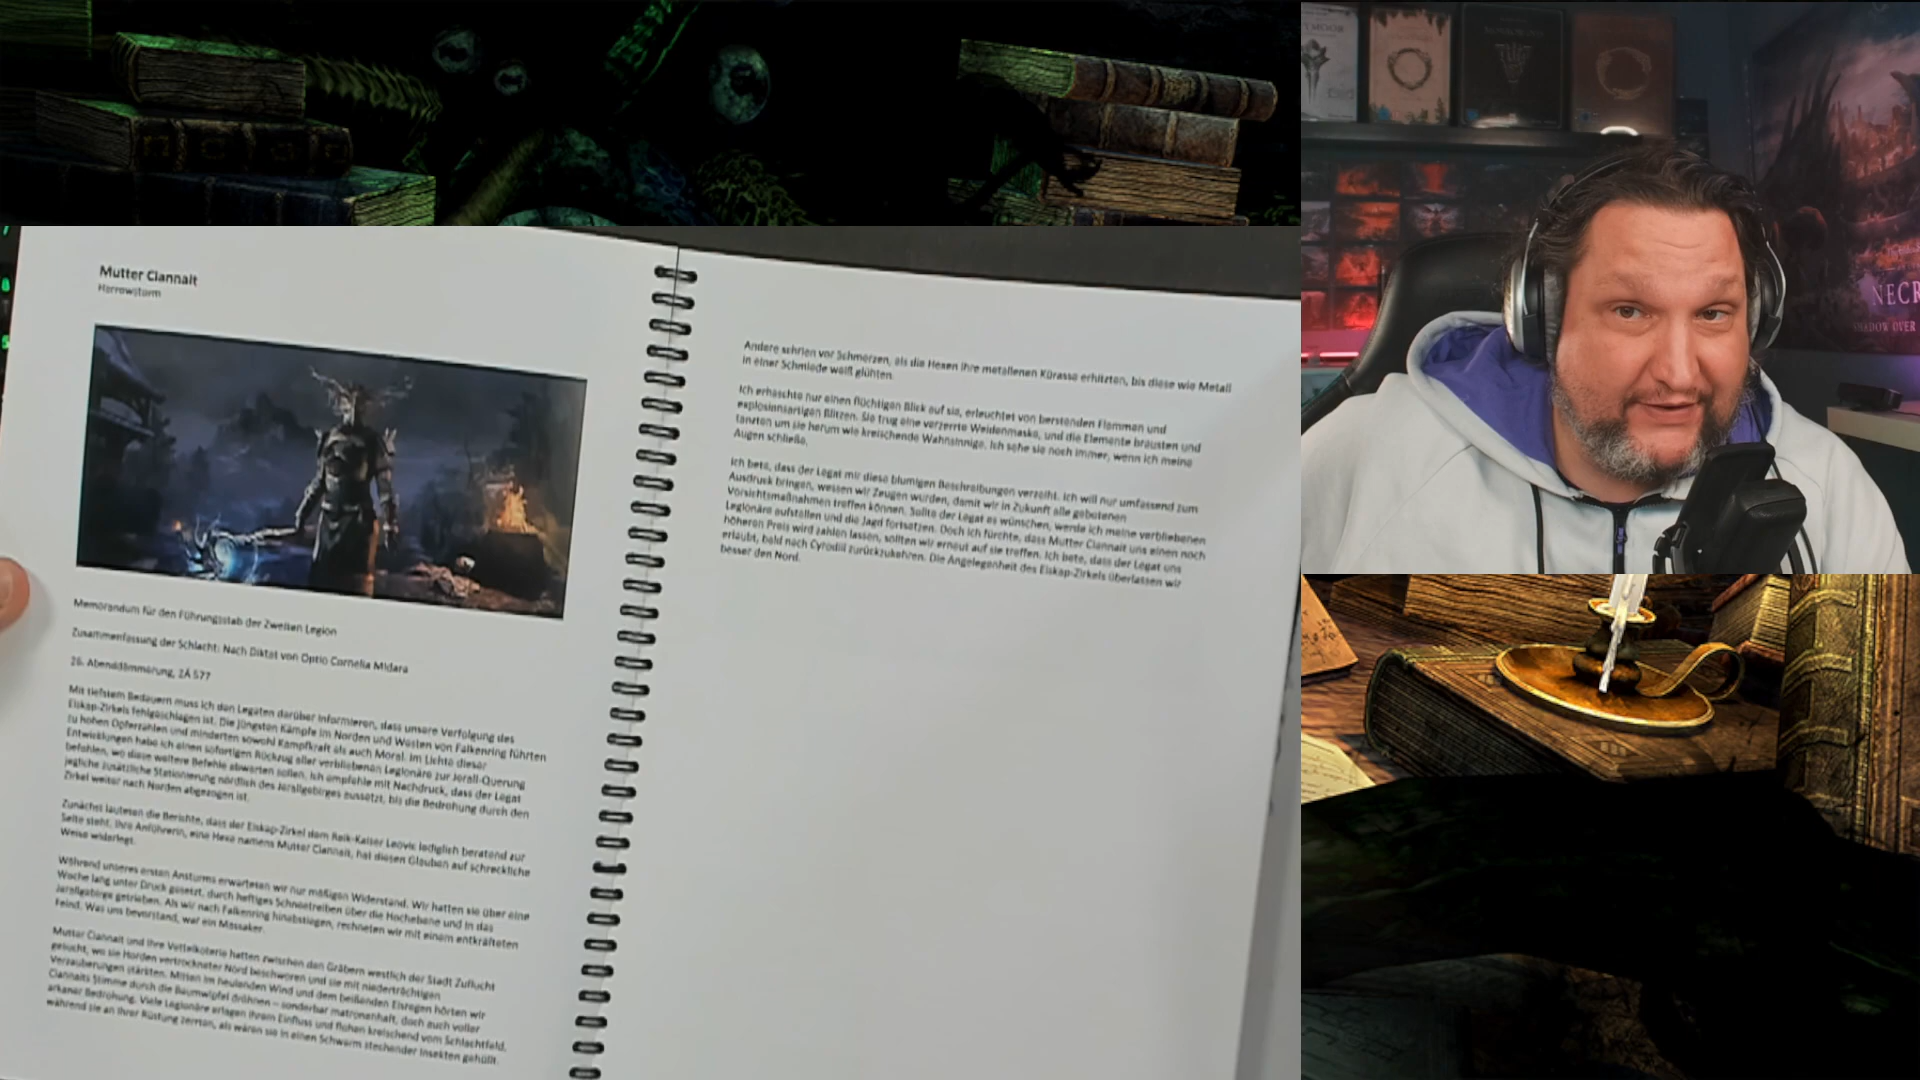 Mutter Ciannait
Harrowstorm
Memorandum für den Führungsstab der Zweiten Legion
Zusammenfassung der Schlacht: Nach Diktat von Optio Cornelia Midara
26. Abenddämmerung, 2Ä 577
Mit tiefstem Bedauern muss ich den Legaten darüber informieren, dass unsere Verfolgung des
Eiskap-Zirkels fehlgeschlagen ist. Die jüngsten Kämpfe im Norden und Westen von Falkenring führten
zu hohen Opferzahlen und minderten sowohl Kampfkraft als auch Moral. Im Lichte dieser
Entwicklungen habe ich einen sofortigen Rückzug aller verbliebenen Legionäre zur Jerall-Querung
befohlen, wo diese weitere Befehle abwarten sollen. Ich empfehle mit Nachdruck, dass der Legat
jegliche zusätzliche Stationierung nördlich des Jerallgebirges aussetzt, bis die Bedrohung durch den
Zirkel weiter nach Norden abgezogen ist.
Zunächst lauteten die Berichte, dass der Eiskap-Zirkel dem Reik-Kaiser Leovic lediglich beratend zur
Seite steht. Ihre Anführerin, eine Hexe namens Mutter Ciannait, hat diesen Glauben auf schreckliche
Weise widerlegt.
Während unseres ersten Ansturms erwarteten wir nur mäßigen Widerstand. Wir hatten sie über eine
Woche lang unter Druck gesetzt, durch heftiges Schneetreiben über die Hochebene und in das
Jerallgebirge getrieben. Als wir nach Falkenring hinabstiegen, rechneten wir mit einem entkräfteten
Feind. Was uns bevorstand, war ein Massaker.
Mutter Ciannait und ihre Vettelkoterie hatten zwischen den Gräbern westlich der Stadt Zuflucht
gesucht, wo sie Horden vertrockneter Nord beschworen und sie mit niederträchtigen
Verzauberungen stärkten. Mitten im heulenden Wind und dem beißenden Eisregen hörten wir
Ciannaits Stimme durch die Baumwipfel dröhnen – sonderbar matronenhaft, doch auch voller
arkaner Bedrohung. Viele Legionäre erlagen ihrem Einfluss und flohen kreischend vom Schlachtfeld,
während sie an ihrer Rüstung zerrten, als wären sie in einen Schwarm stechender Insekten gehüllt.
Andere schrien vor Schmerzen, als die Hexen ihre metallenen Kürasse erhitzten, bis diese wie Metall
in einer Schmiede weiß glühten.
Ich erhaschte nur einen flüchtigen Blick auf sie, erleuchtet von berstenden Flammen und
explosionsartigen Blitzen. Sie trug eine verzerrte Weidenmaske, und die Elemente brausten und
tanzten um sie herum wie kreischende Wahnsinnige. Ich sehe sie noch immer, wenn ich meine
Augen schließe.
Ich bete, dass der Legat mir diese blumigen Beschreibungen verzeiht. Ich will nur umfassend zum
Ausdruck bringen, wessen wir Zeugen wurden, damit wir in Zukunft alle gebotenen
Vorsichtsmaßnahmen treffen können. Sollte der Legat es wünschen, werde ich meine verbliebenen
Legionäre aufstellen und die Jagd fortsetzen. Doch ich fürchte, dass Mutter Ciannait uns einen noch
höheren Preis wird zahlen lassen, sollten wir erneut auf sie treffen. Ich bete, dass der Legat uns
erlaubt, bald nach Cyrodiil zurückzukehren. Die Angelegenheit des Eiskap-Zirkels überlassen wir
besser den Nord.
NECR
SHADOW OVER